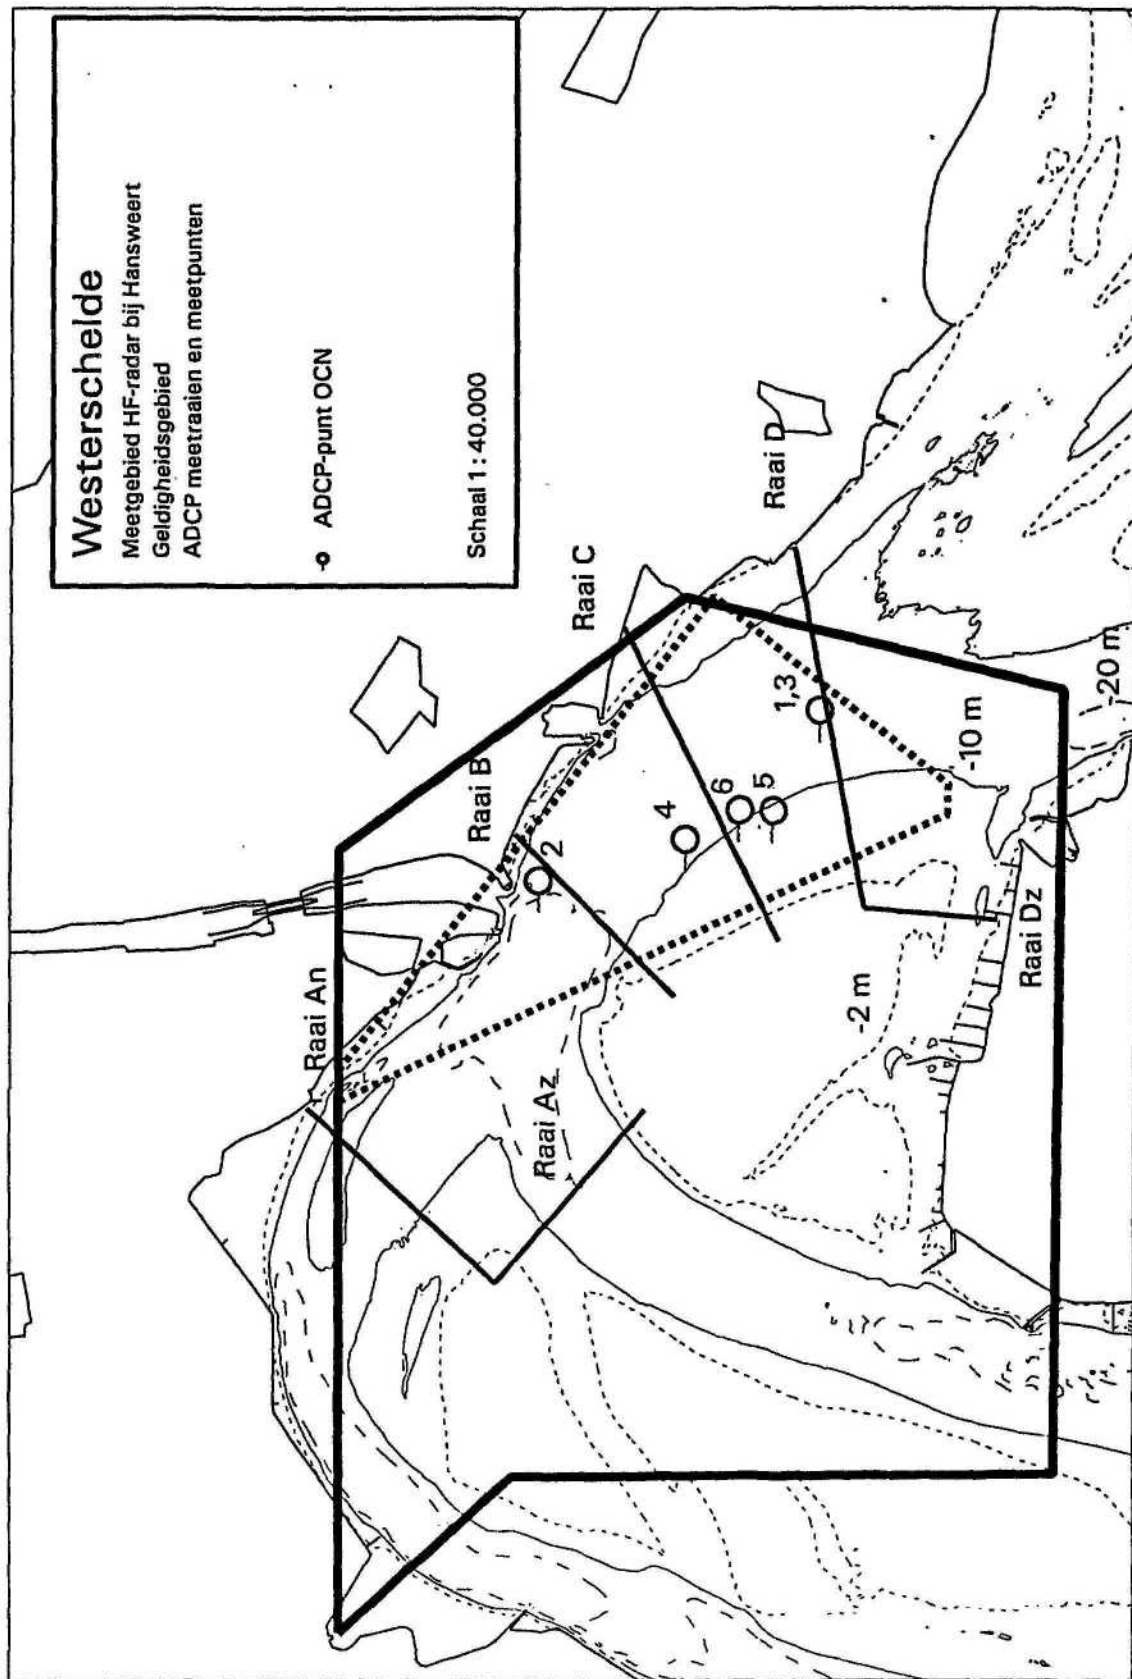 Westerschelde
Meetgebied HF-radar bij Hansweert
Geldigheidsgebied
ADCP meetraaien en meetpunten
ADCP-punt OCN
Schaal 1 : 40.000
Raai An
Raai B
Raai C
Raai D
Raai Az
Raai Dz
2
4
6
5
1,3
-2 m
-10 m
-20 m